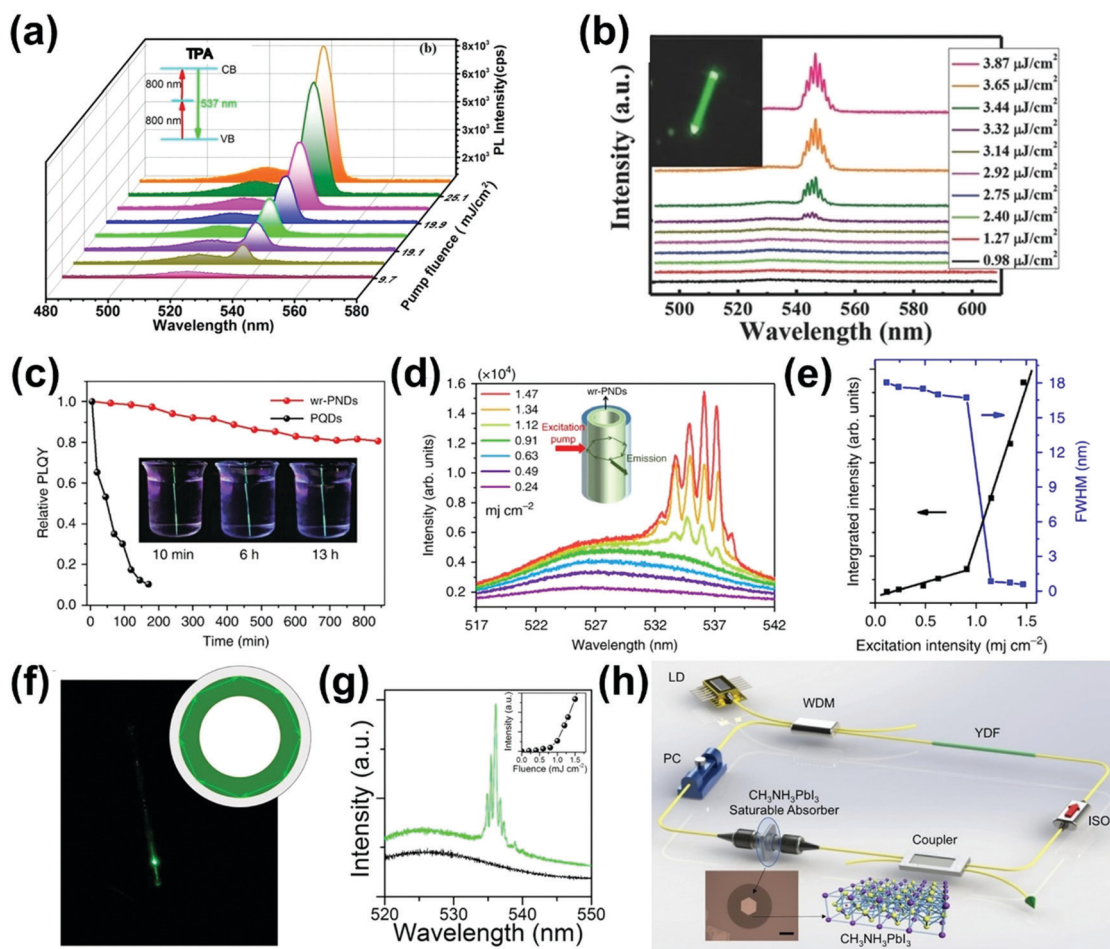 (a)
(b)
TPA
CB
800 nm
537 nm
800 nm
VB
8x10³
6x10³
5x10³
3x10³
2x10³
PL Intensity(cps)
25.1
19.9
19.1
9.7
Pump fluence ( mJ/cm²)
480 500 520 540 560 580
Wavelength (nm)
(b)
Intensity (a.u.)
3.87 μJ/cm²
3.65 μJ/cm²
3.44 μJ/cm²
3.32 μJ/cm²
3.14 μJ/cm²
2.92 μJ/cm²
2.75 μJ/cm²
2.40 μJ/cm²
1.27 μJ/cm²
0.98 μJ/cm²
500 520 540 560 580 600
Wavelength (nm)
(c)
Relative PLQY
1.0
0.8
0.6
0.4
0.2
0.0
wr-PNDs
PQDs
10 min 6 h 13 h
0 100 200 300 400 500 600 700 800
Time (min)
(d)
(×10⁴)
Intensity (arb. units)
1.6
1.4
1.2
1.0
0.8
0.6
0.4
0.2
1.47
1.34
1.12
0.91
0.63
0.49
0.24
mj cm⁻²
wr-PNDs
Excitation
pump
Emission
517 522 527 532 537 542
Wavelength (nm)
(e)
Intergrated intensity (arb. units)
18
15
12
9
6
3
0
FWHM (nm)
0.0 0.5 1.0 1.5
Excitation intensity (mj cm⁻²)
(f)
(g)
Intensity (a.u.)
Intensity (a.u.)
0.0 0.5 1.0 1.5
Fluence (mJ cm⁻²)
520 530 540 550
Wavelength (nm)
(h)
LD
WDM
YDF
PC
CH₃NH₃PbI₃
Saturable Absorber
ISO
Coupler
CH₃NH₃PbI₃